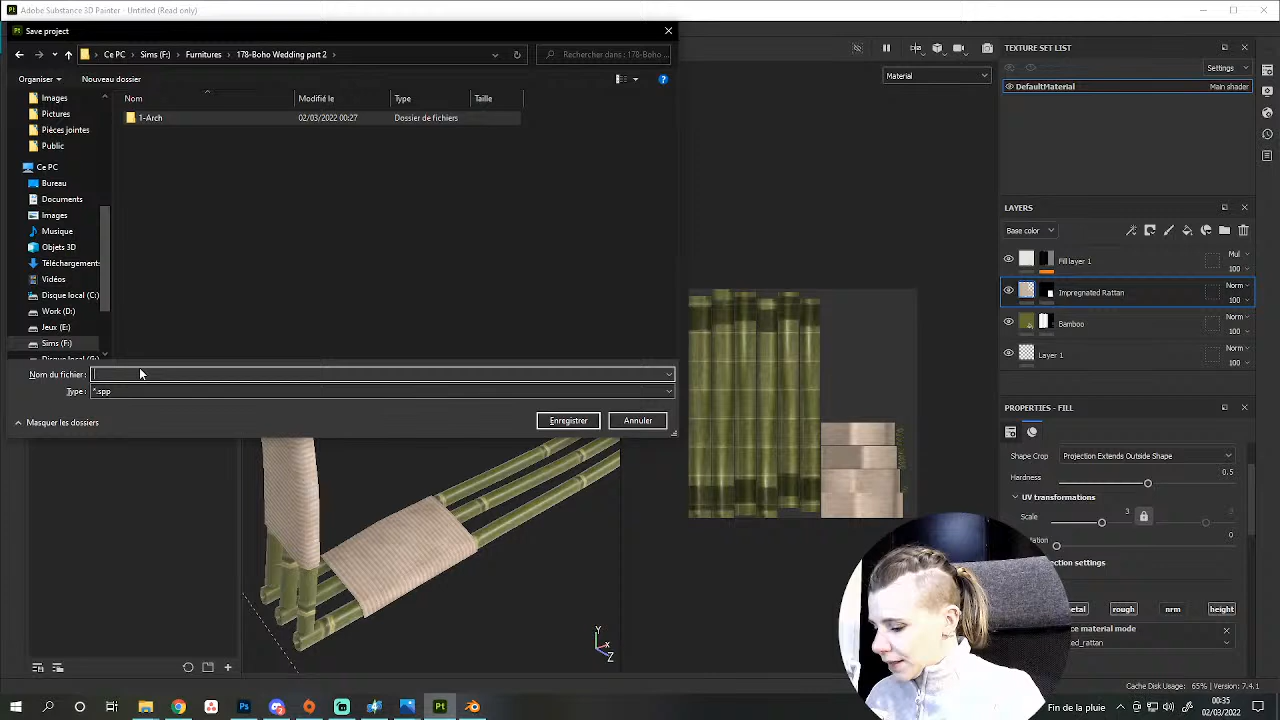 Adobe Substance 3D Painter - Untitled (Read only)
Save project
Ce PC > Sims (F:) > Furnitures > 178-Boho Wedding part 2 >
Rechercher dans : 178-Boho ...
Organiser
Nouveau dossier
Nom
Modifié le
Type
Taille
1-Arch
02/03/2022 00:27
Dossier de fichiers
Images
Pictures
Pièces jointes
Public
Ce PC
Bureau
Documents
Images
Musique
Objets 3D
Téléchargements
Vidéos
Disque local (C:)
Work (D:)
Jeux (E:)
Sims (F:)
Nom du fichier :
Type : *.spp
Masquer les dossiers
Enregistrer
Annuler
Material
TEXTURE SET LIST
Settings
DefaultMaterial
Main shader
LAYERS
Base color
Fill layer 1
Mul
100
Impregnated Rattan
Norm
100
Bamboo
Norm
100
Layer 1
Norm
100
PROPERTIES - FILL
Shape Crop
Projection Extends Outside Shape
Hardness
0.5
UV transformations
Scale
3
3
otation
0
ection settings
etal
rough
nrm
height
ce material mode
ed_rattan
Y
X
Z
Cache Disk Usage: 65% | Version: 7.4.1
Fin de la pluie
00:35
02/03/2022